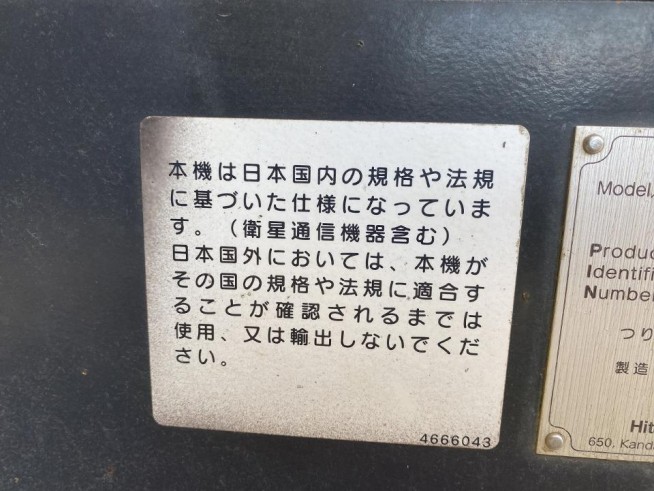 本機は日本国内の規格や法規
に基づいた仕様になっていま
す。（衛星通信機器含む）
日本国外においては、本機が
その国の規格や法規に適合す
ることが確認されるまでは
使用、又は輸出しないでくだ
さい。
4666043
Model
Produc
Identifi
Number
つり
製造
Hit
650, Kand